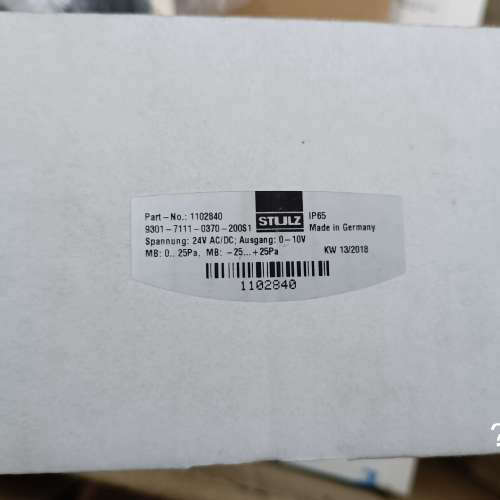 Part-No.: 1102840
9301-7111-0370-200S1
STULZ
IP65
Made in Germany
Spannung: 24V AC/DC; Ausgang: 0-10V
MB: 0.. 25Pa, MB: -25...+25Pa
KW 13/2018
1102840
?